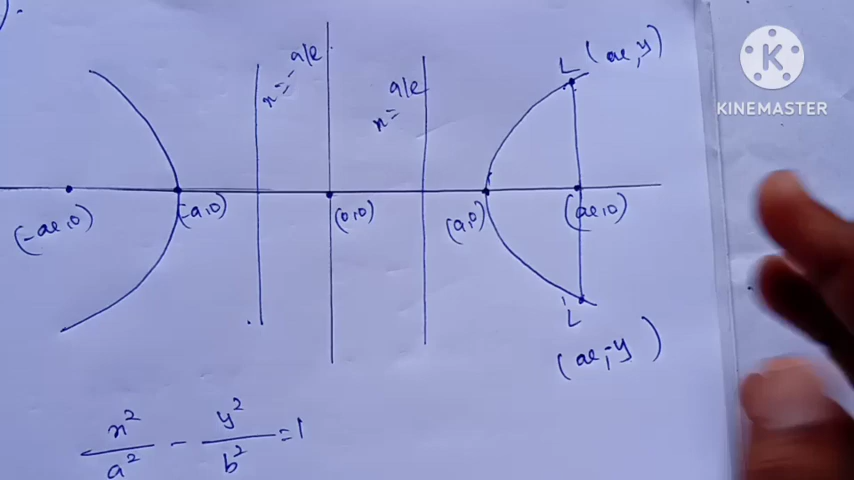 ).
x = -a/e
x = a/e
L (ae, y)
(-ae, 0)
(-a, 0)
(0, 0)
(a, 0)
(ae, 0)
L'
(ae, -y)
x²/a² - y²/b² = 1
K
KINEMASTER